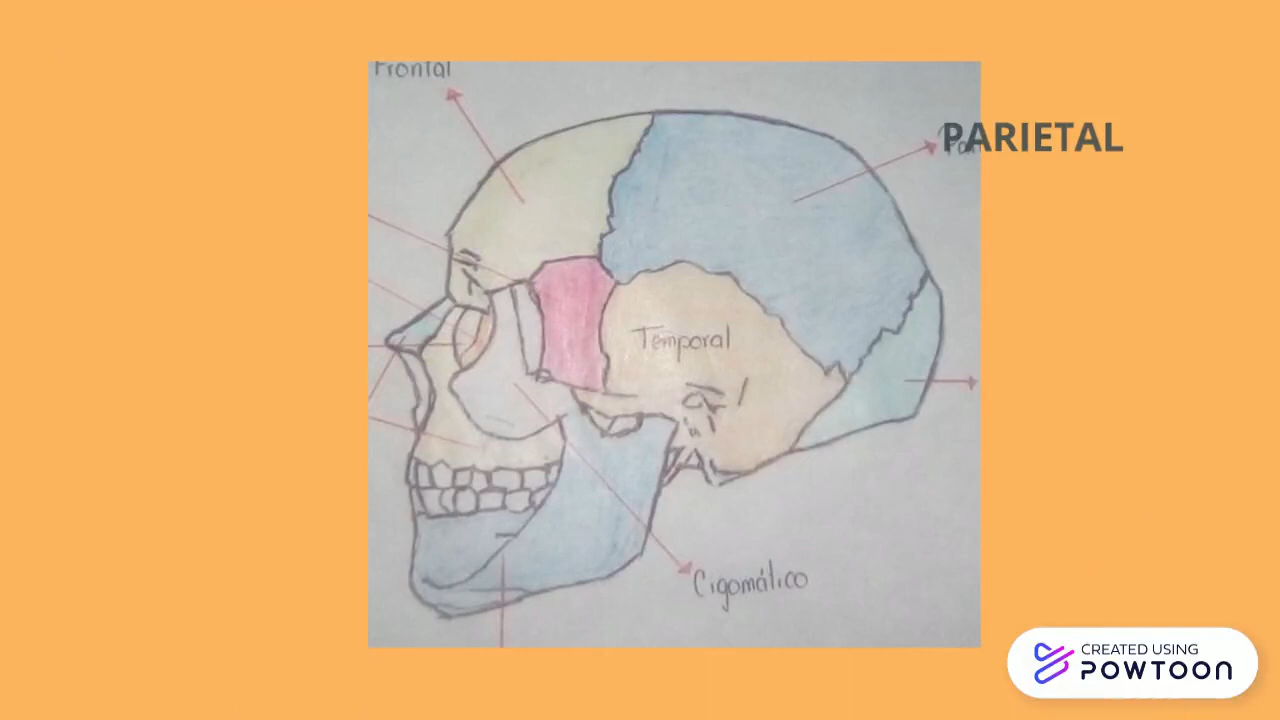 Frontal
PARIETAL
Temporal
Cigomático
CREATED USING
POWTOON